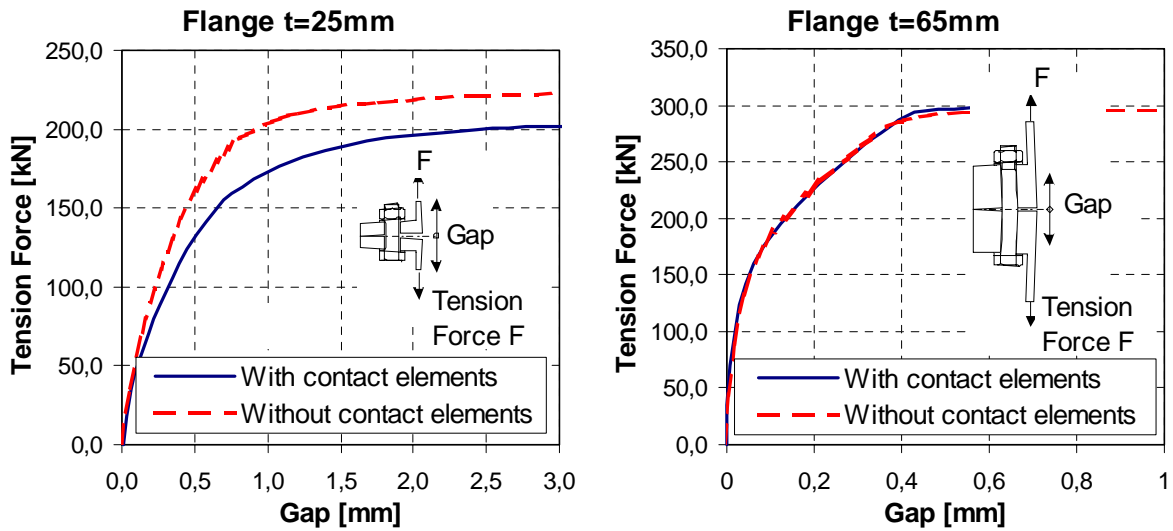 Flange t=25mm
250,0
200,0
150,0
100,0
50,0
0,0
Tension Force [kN]
F
Gap
Tension
Force F
With contact elements
Without contact elements
0,0 0,5 1,0 1,5 2,0 2,5 3,0
Gap [mm]
Flange t=65mm
350,0
300,0
250,0
200,0
150,0
100,0
50,0
0,0
Tension Force [kN]
F
Gap
Tension
Force F
With contact elements
Without contact elements
0 0,2 0,4 0,6 0,8 1
Gap [mm]